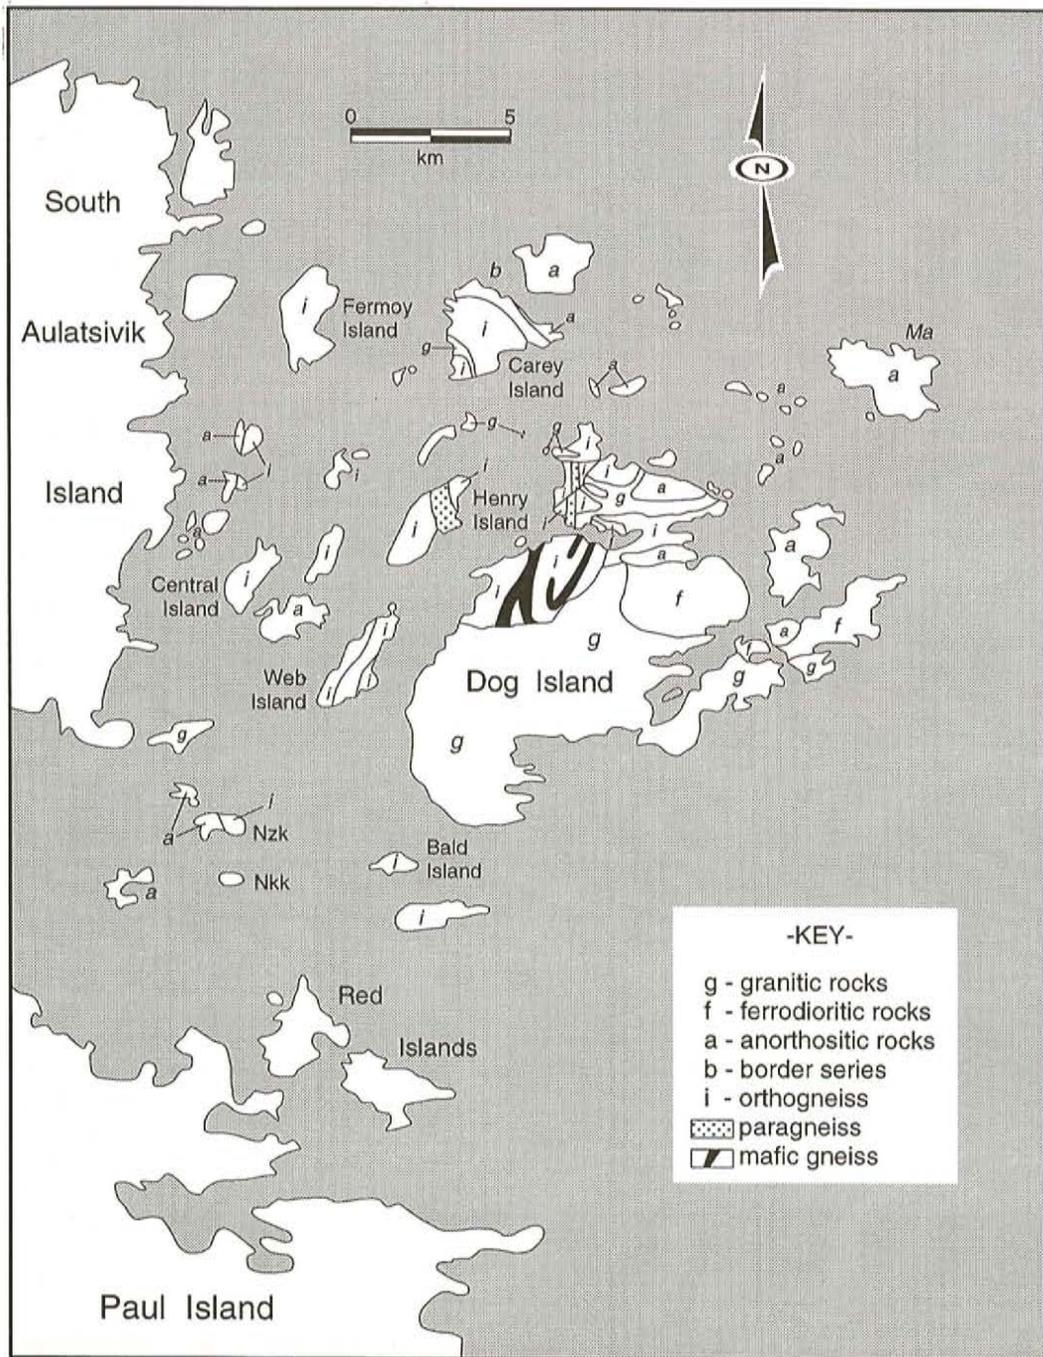 0 5
km
N
South
Aulatsivik
Island
b
a
i
Fermoy
Island
i
a
g
i
Carey
Island
Ma
a
a
a
a
g
g
i
a
i
a
i
i
i
Henry
Island
i
g
a
i
i
i
i
i
a
a
a
i
i
Central
Island
i
a
i
i
f
f
a
g
g
f
g
Web
Island
i
i
i
Dog Island
g
g
a
i
Nzk
Nkk
a
Bald
Island
i
i
Red
Islands
Paul Island
-KEY-
g - granitic rocks
f - ferrodioritic rocks
a - anorthositic rocks
b - border series
i - orthogneiss
paragneiss
mafic gneiss